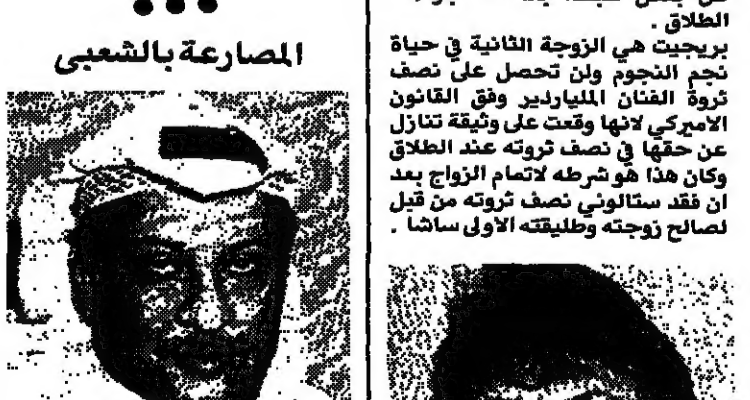 المصارعة بالشعبى
الطلاق .
بريجيت هي الزوجة الثانية في حياة
نجم النجوم ولن تحصل على نصف
ثروة الفنان الملياردير وفق القانون
الاميركي لانها وقعت على وثيقة تنازل
عن حقها في نصف ثروته عند الطلاق
وكان هذا هو شرطه لاتمام الزواج بعد
ان فقد ستالوني نصف ثروته من قبل
لصالح زوجته وطليقته الاولى ساشا .